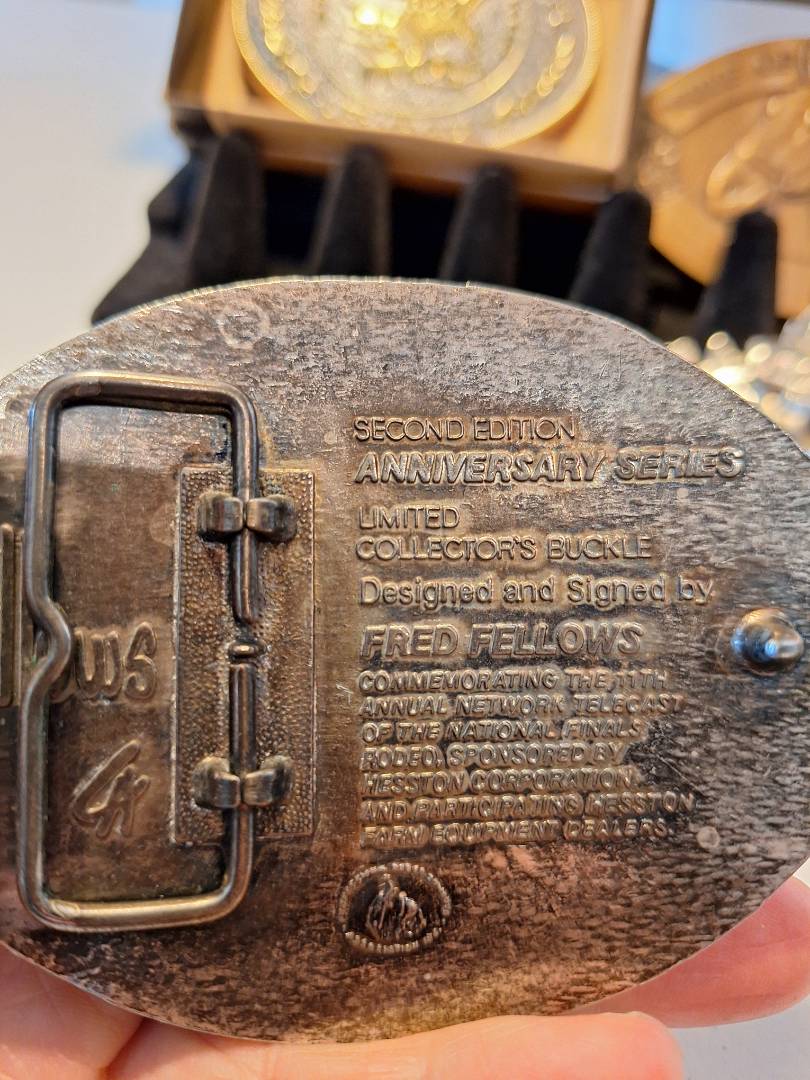 SECOND EDITION
ANNIVERSARY SERIES
LIMITED
COLLECTOR'S BUCKLE
Designed and Signed by
FRED FELLOWS
COMMEMORATING THE 11TH
ANNUAL NETWORK TELECAST
OF THE NATIONAL FINALS
RODEO, SPONSORED BY
HESSTON CORPORATION,
AND PARTICIPATING HESSTON
FARM EQUIPMENT DEALERS.